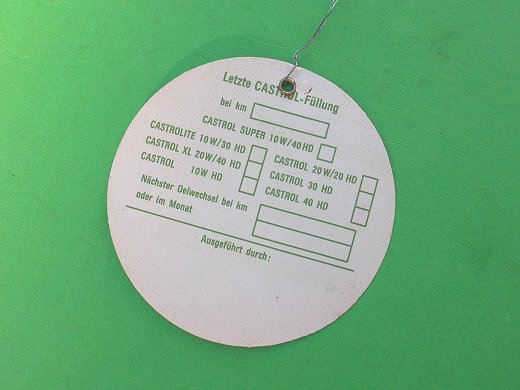 Letzte CASTROL-Füllung
bei km
CASTROL SUPER 10W/40 HD
CASTROLITE 10W/30 HD
CASTROL 20W/20 HD
CASTROL XL 20W/40 HD
CASTROL 30 HD
CASTROL 10W HD
CASTROL 40 HD
Nächster Oelwechsel bei km
oder im Monat
Ausgeführt durch: